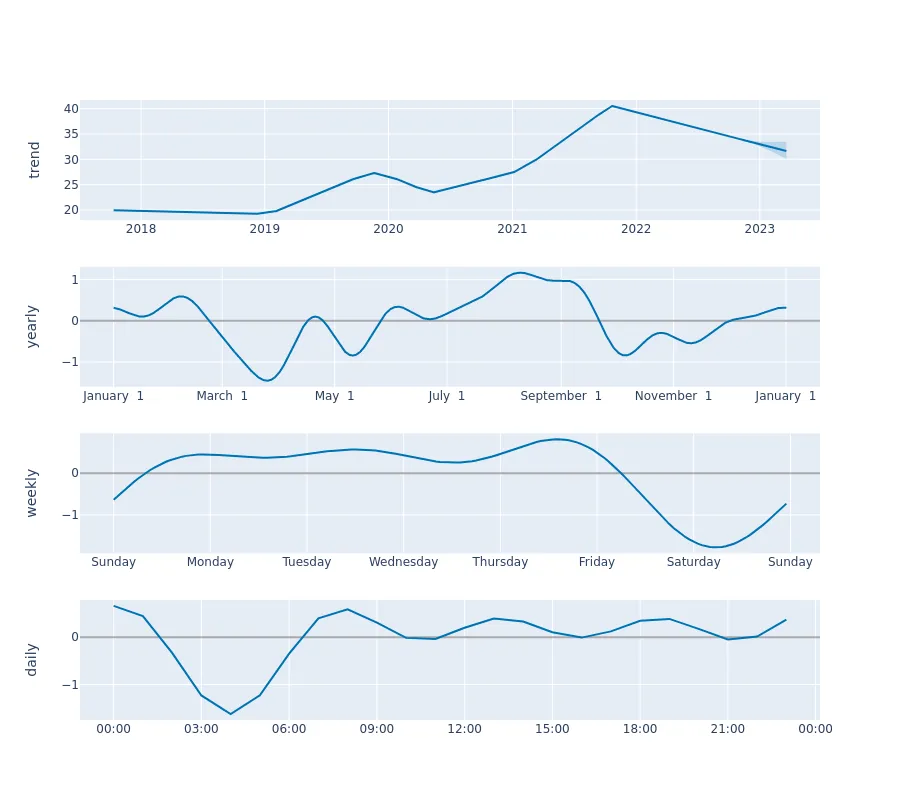 trend
40
35
30
25
20
2018 2019 2020 2021 2022 2023
yearly
1
0
−1
January 1 March 1 May 1 July 1 September 1 November 1 January 1
weekly
0
−1
Sunday Monday Tuesday Wednesday Thursday Friday Saturday Sunday
daily
0
−1
00:00 03:00 06:00 09:00 12:00 15:00 18:00 21:00 00:00